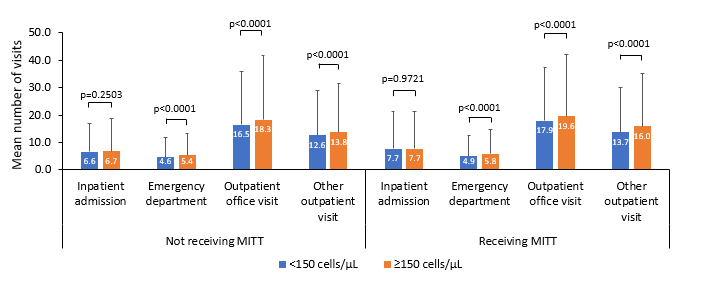 Mean number of visits
50.0
40.0
30.0
20.0
10.0
0.0
p=0.2503
p<0.0001
p<0.0001
p<0.0001
p=0.9721
p<0.0001
p<0.0001
p<0.0001
6.6 6.7 4.6 5.4 16.5 18.3 12.6 13.8 7.7 7.7 4.9 5.8 17.9 19.6 13.7 16.0
Inpatient admission
Emergency department
Outpatient office visit
Other outpatient visit
Inpatient admission
Emergency department
Outpatient office visit
Other outpatient visit
Not receiving MITT
Receiving MITT
<150 cells/μL ≥150 cells/μL